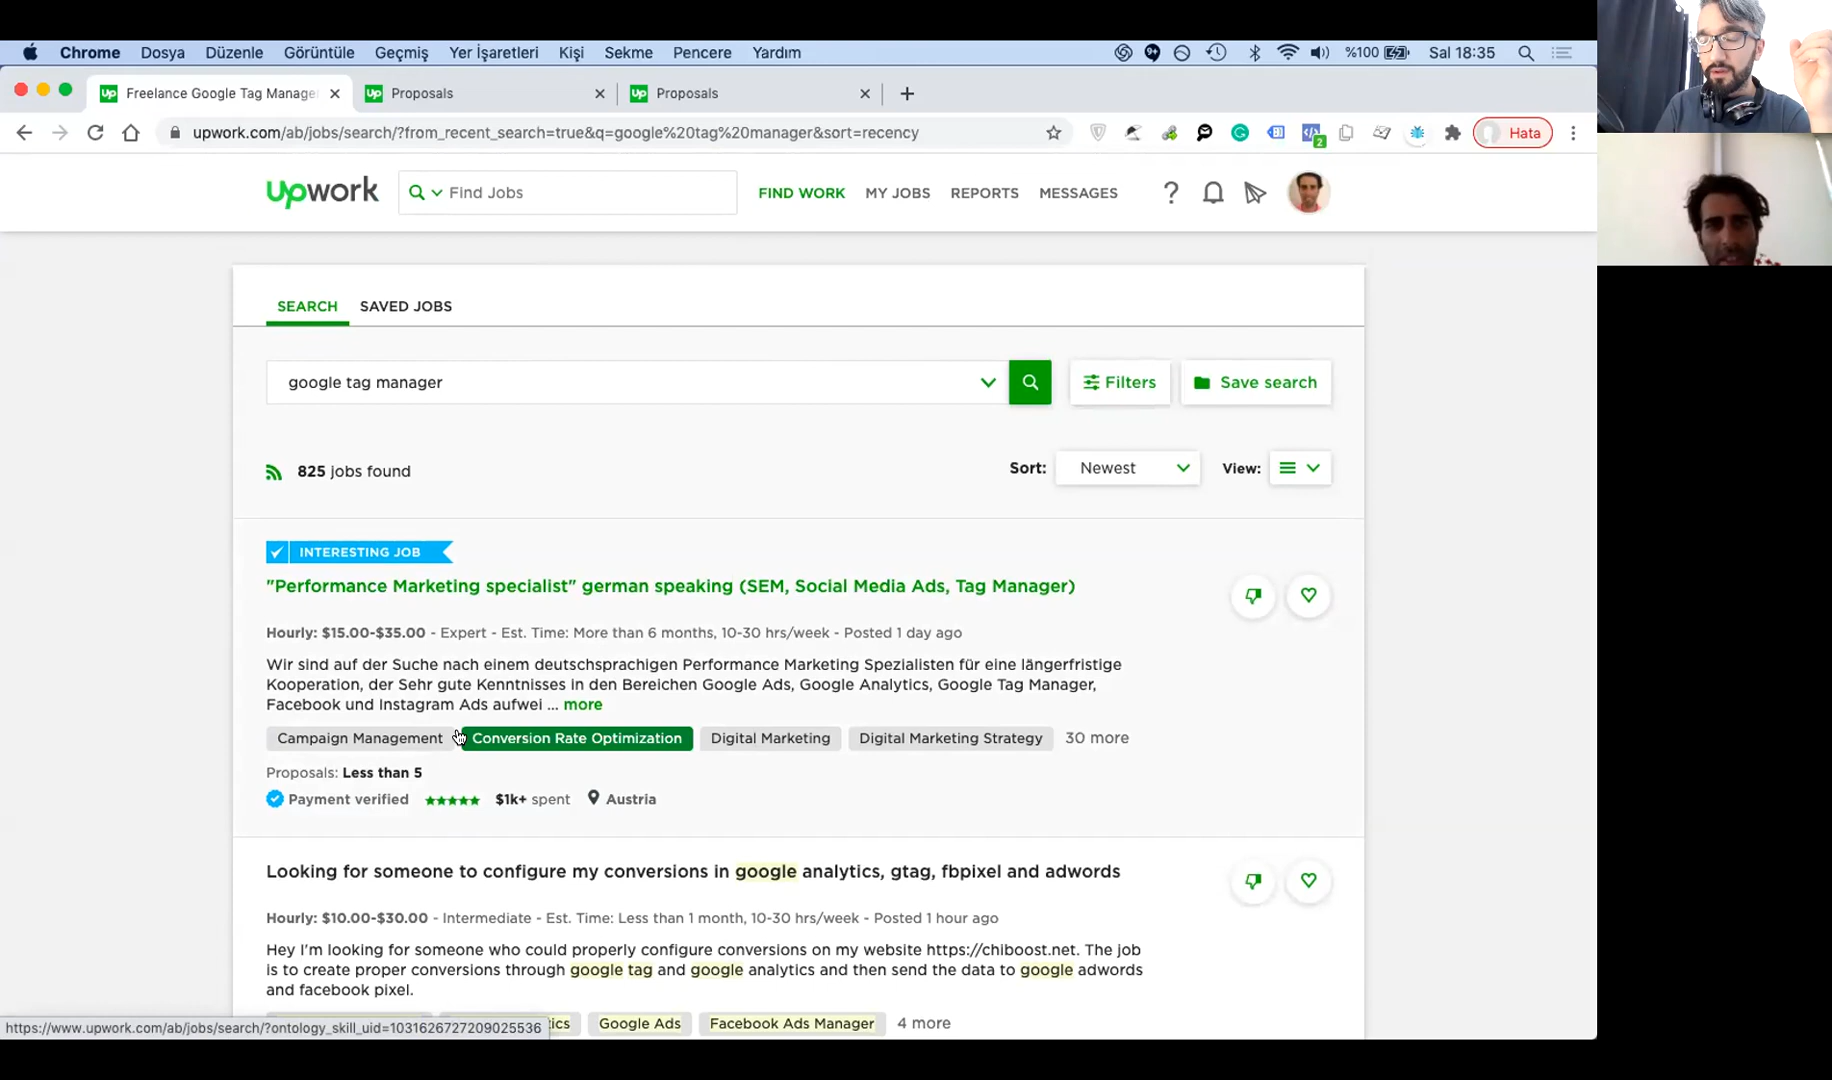 Chrome Dosya Düzenle Görüntüle Geçmiş Yer İşaretleri Kişi Sekme Pencere Yardım %100 Sal 18:35
Freelance Google Tag Manage Proposals Proposals
upwork.com/ab/jobs/search/?from_recent_search=true&q=google%20tag%20manager&sort=recency Hata
upwork Find Jobs FIND WORK MY JOBS REPORTS MESSAGES
SEARCH SAVED JOBS
google tag manager Filters Save search
825 jobs found Sort: Newest View:
INTERESTING JOB
"Performance Marketing specialist" german speaking (SEM, Social Media Ads, Tag Manager)
Hourly: $15.00-$35.00 - Expert - Est. Time: More than 6 months, 10-30 hrs/week - Posted 1 day ago
Wir sind auf der Suche nach einem deutschsprachigen Performance Marketing Spezialisten für eine längerfristige
Kooperation, der Sehr gute Kenntnisses in den Bereichen Google Ads, Google Analytics, Google Tag Manager,
Facebook und Instagram Ads aufwei ... more
Campaign Management Conversion Rate Optimization Digital Marketing Digital Marketing Strategy 30 more
Proposals: Less than 5
Payment verified $1k+ spent Austria
Looking for someone to configure my conversions in google analytics, gtag, fbpixel and adwords
Hourly: $10.00-$30.00 - Intermediate - Est. Time: Less than 1 month, 10-30 hrs/week - Posted 1 hour ago
Hey I'm looking for someone who could properly configure conversions on my website https://chiboost.net. The job
is to create proper conversions through google tag and google analytics and then send the data to google adwords
and facebook pixel.
tics Google Ads Facebook Ads Manager 4 more
https://www.upwork.com/ab/jobs/search/?ontology_skill_uid=1031626727209025536